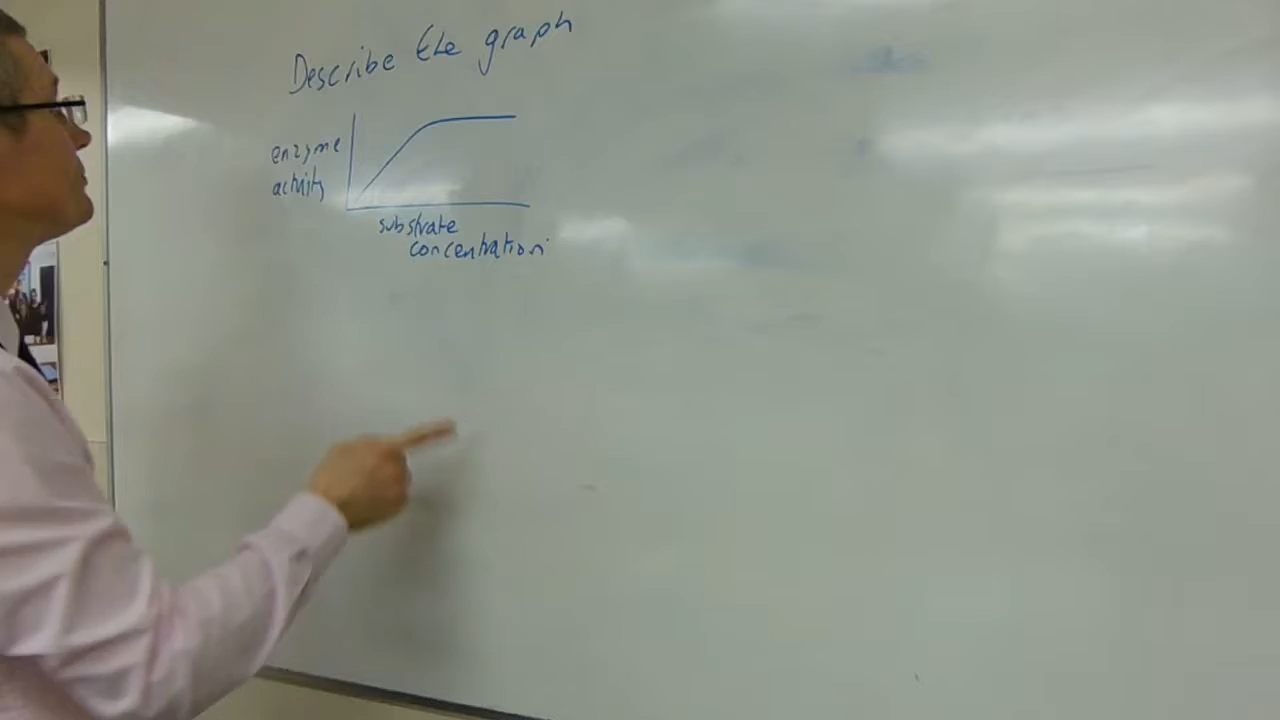 Describe the graph
enzyme
activity
substrate
concentration